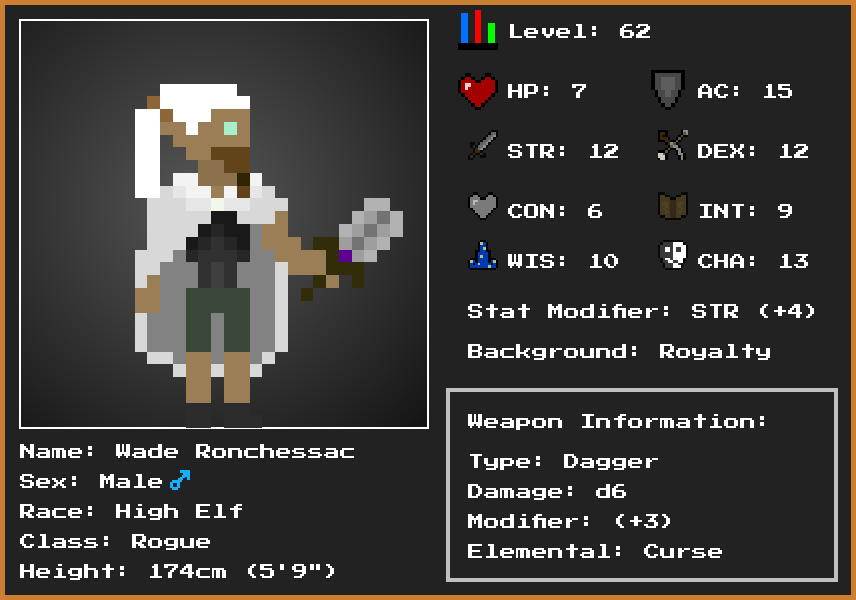 Level: 62
HP: 7
AC: 15
STR: 12
DEX: 12
CON: 6
INT: 9
WIS: 10
CHA: 13
Stat Modifier: STR (+4)
Background: Royalty
Weapon Information:
Type: Dagger
Damage: d6
Modifier: (+3)
Elemental: Curse
Name: Wade Ronchessac
Sex: Male♂
Race: High Elf
Class: Rogue
Height: 174cm (5'9")